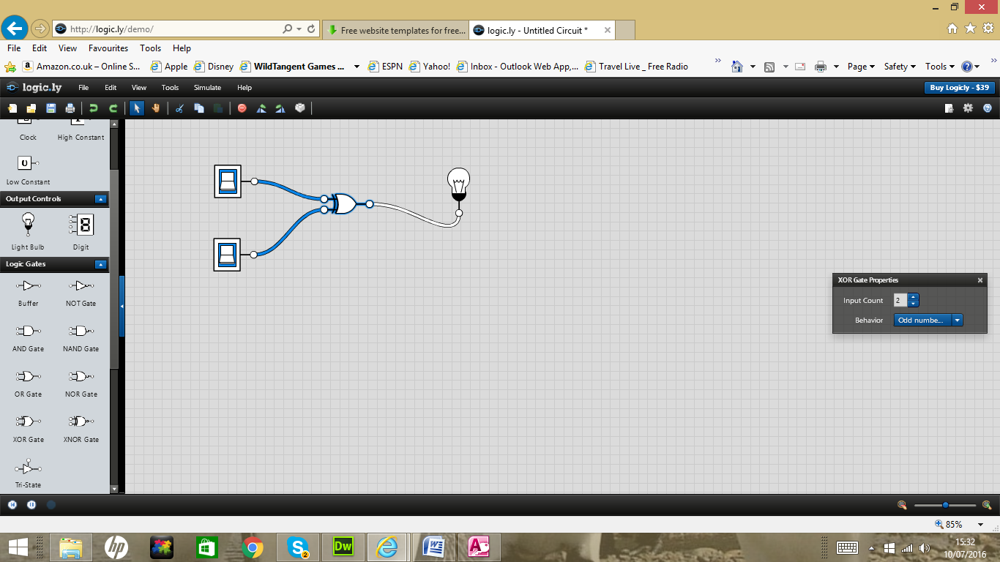 http://logic.ly/demo/
Free website templates for free...
logic.ly - Untitled Circuit *
File Edit View Favourites Tools Help
Amazon.co.uk – Online S... Apple Disney WildTangent Games ... ESPN Yahoo! Inbox - Outlook Web App,... Travel Live _ Free Radio Page Safety Tools
logic.ly File Edit View Tools Simulate Help Buy Logicly - $39
Clock High Constant
Low Constant
Output Controls
Light Bulb Digit
Logic Gates
Buffer NOT Gate
AND Gate NAND Gate
OR Gate NOR Gate
XOR Gate XNOR Gate
Tri-State
XOR Gate Properties
Input Count 2
Behavior Odd numbe...
85%
hp
S 2
Dw
W
A
15:32
10/07/2016